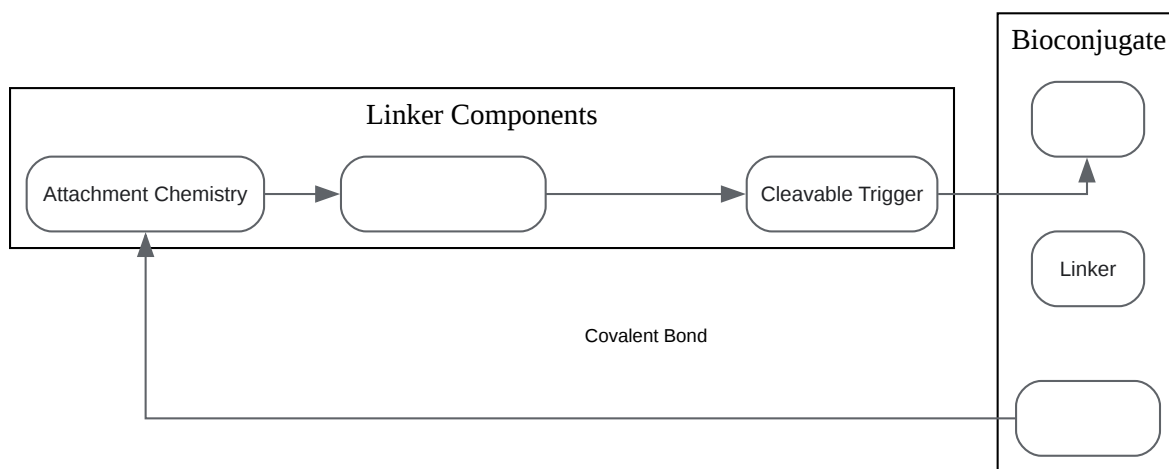 Bioconjugate
Linker Components
Attachment Chemistry
Cleavable Trigger
Linker
Covalent Bond